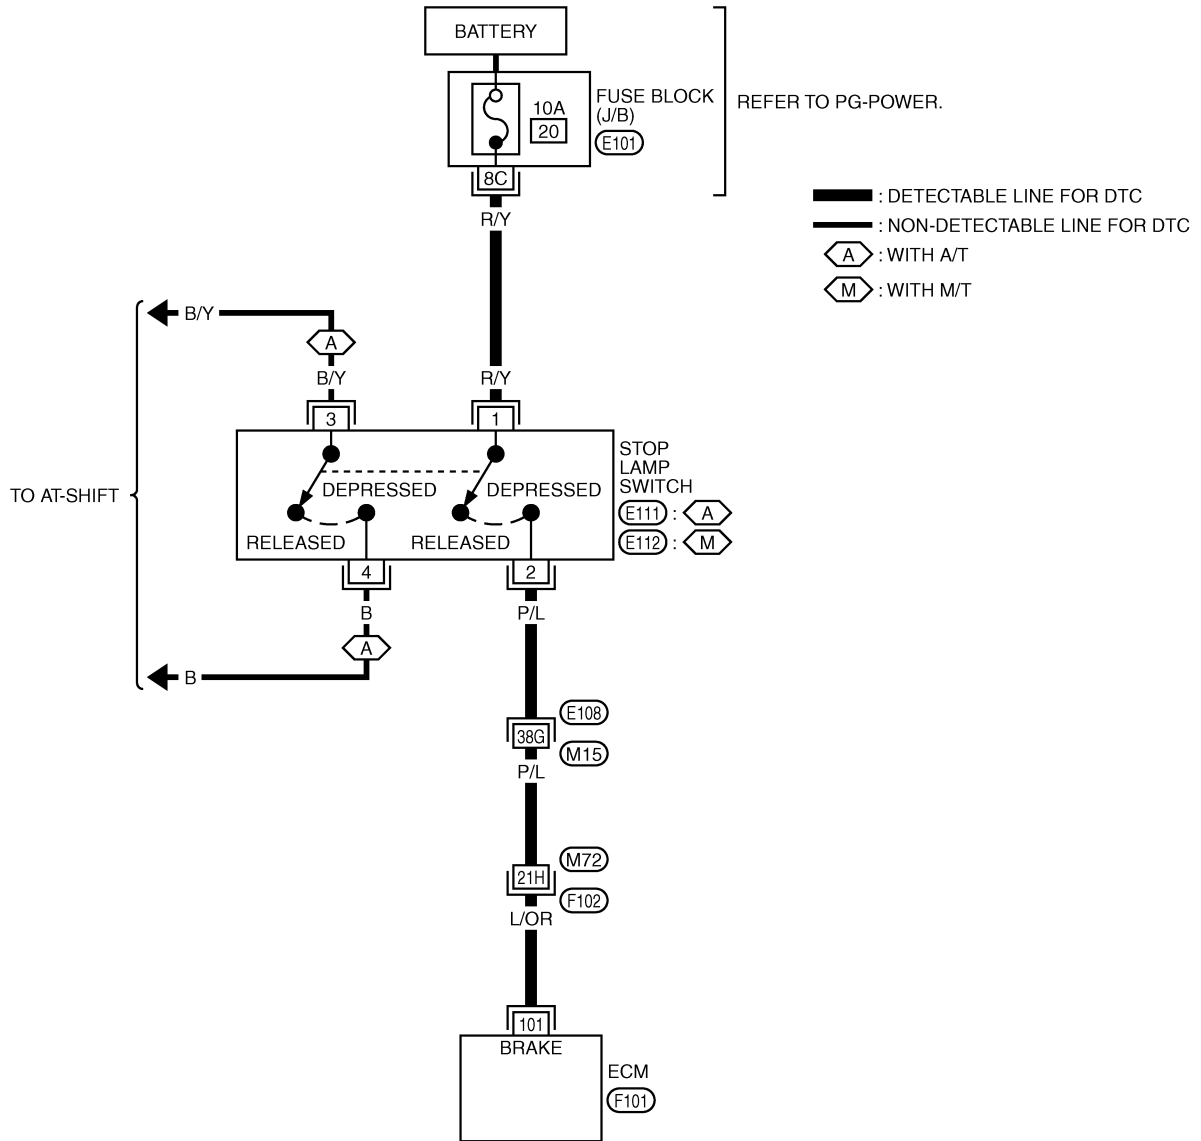 BATTERY
10A
20
FUSE BLOCK
(J/B)
E101
REFER TO PG-POWER.
8C
R/Y
: DETECTABLE LINE FOR DTC
: NON-DETECTABLE LINE FOR DTC
A : WITH A/T
M : WITH M/T
B/Y
A
B/Y
R/Y
3
1
TO AT-SHIFT
DEPRESSED
DEPRESSED
RELEASED
RELEASED
STOP
LAMP
SWITCH
E111 : A
E112 : M
4
2
B
P/L
A
B
E108
38G
M15
P/L
M72
21H
F102
L/OR
101
BRAKE
ECM
F101